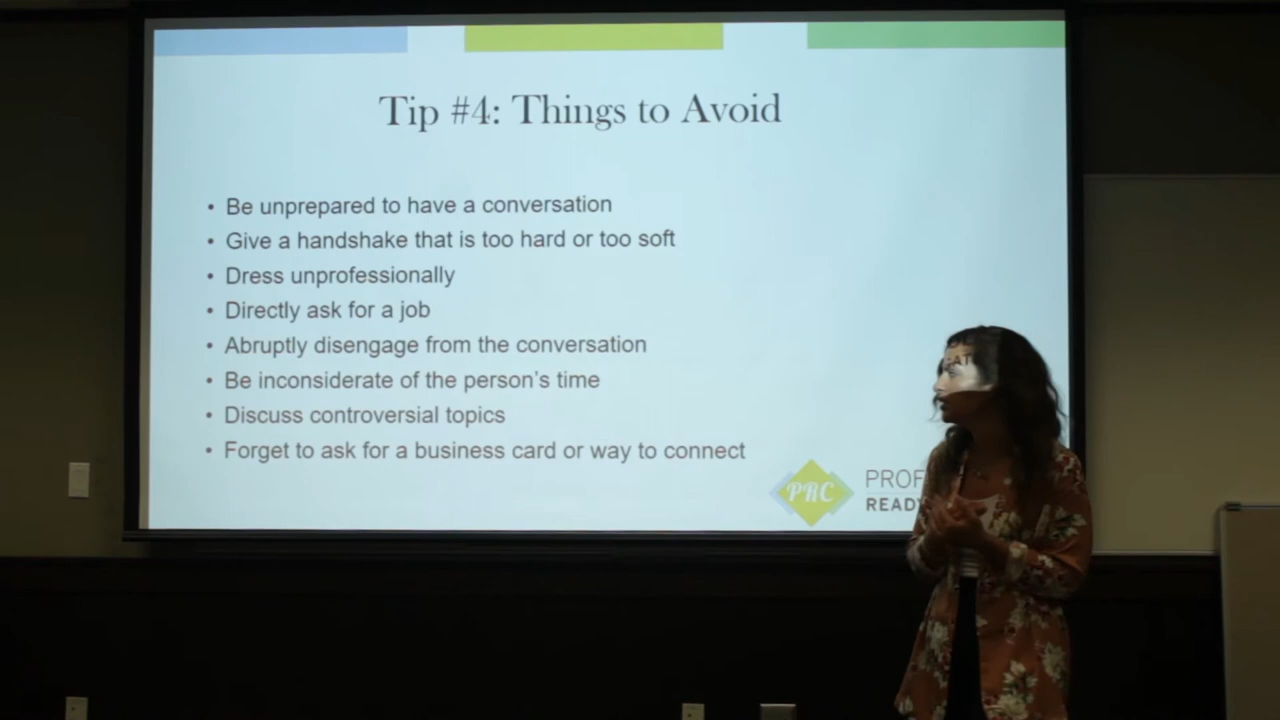 Tip #4: Things to Avoid
• Be unprepared to have a conversation
• Give a handshake that is too hard or too soft
• Dress unprofessionally
• Directly ask for a job
• Abruptly disengage from the conversation
• Be inconsiderate of the person's time
• Discuss controversial topics
• Forget to ask for a business card or way to connect
PRC